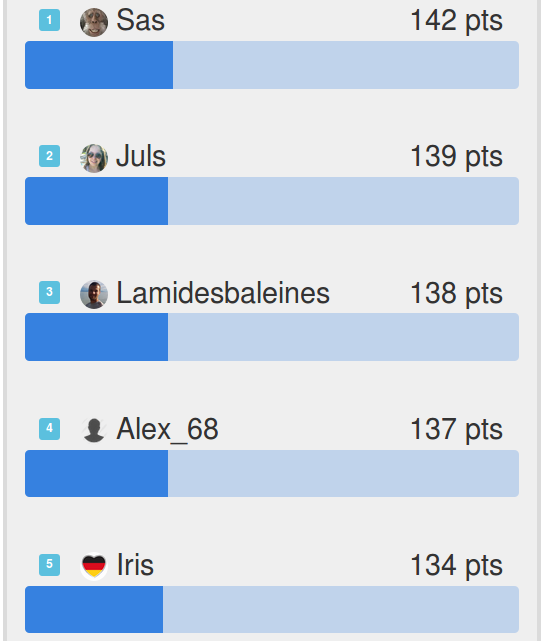 1 Sas 142 pts
2 Juls 139 pts
3 Lamidesbaleines 138 pts
4 Alex_68 137 pts
5 Iris 134 pts